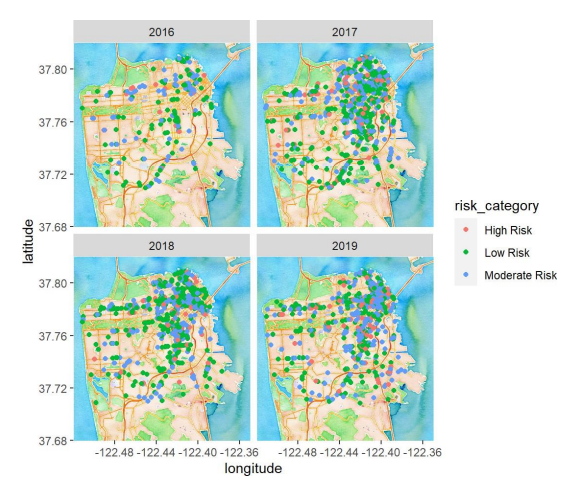 2016
2017
37.80
37.76
37.72
37.68
2018
2019
37.80
37.76
37.72
37.68
-122.48 -122.44 -122.40 -122.36
-122.48 -122.44 -122.40 -122.36
longitude
latitude
risk_category
High Risk
Low Risk
Moderate Risk